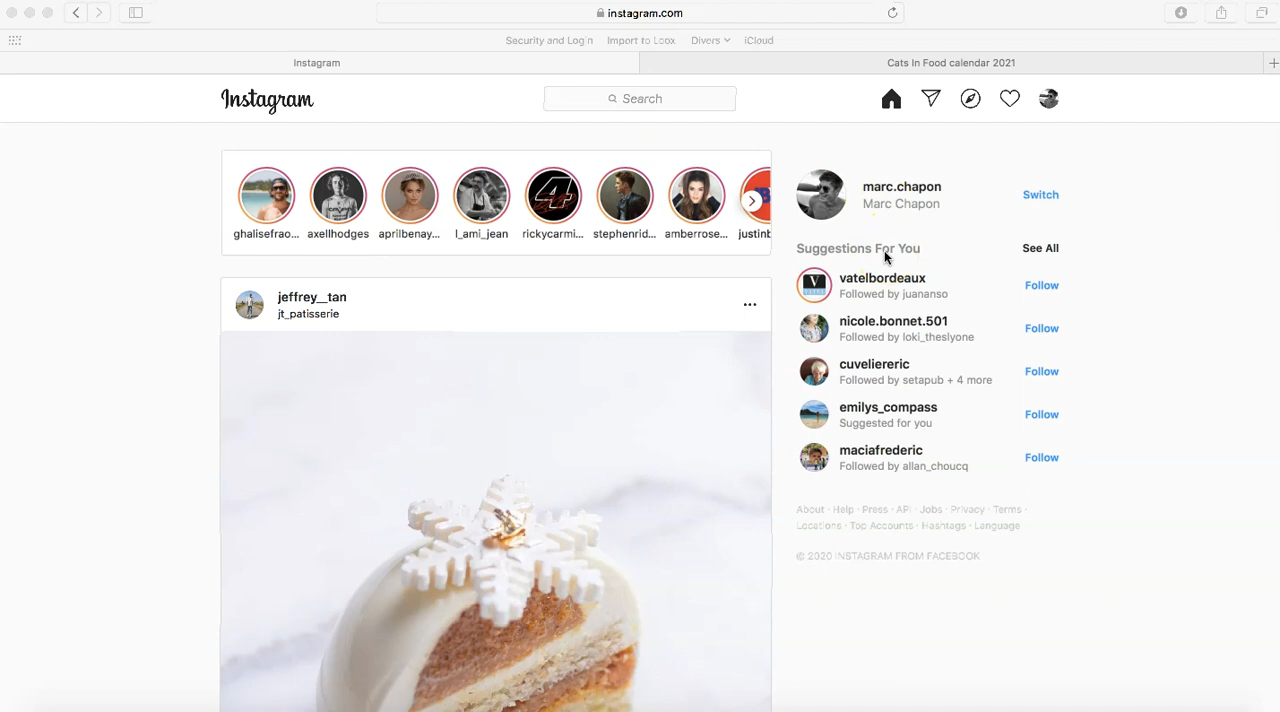 instagram.com
Security and Login Import to Loox Divers iCloud
Instagram Cats In Food calendar 2021
Instagram Search
ghalisefrao... axellhodges aprilbenay... l_ami_jean rickycarmi... stephenrid... amberrose... justinb
marc.chapon
Marc Chapon
Switch
Suggestions For You See All
vatelbordeaux
Followed by juananso
Follow
nicole.bonnet.501
Followed by loki_theslyone
Follow
cuveliereric
Followed by setapub + 4 more
Follow
emilys_compass
Suggested for you
Follow
maciafrederic
Followed by allan_choucq
Follow
About · Help · Press · API · Jobs · Privacy · Terms ·
Locations · Top Accounts · Hashtags · Language
© 2020 INSTAGRAM FROM FACEBOOK
jeffrey__tan
jt_patisserie